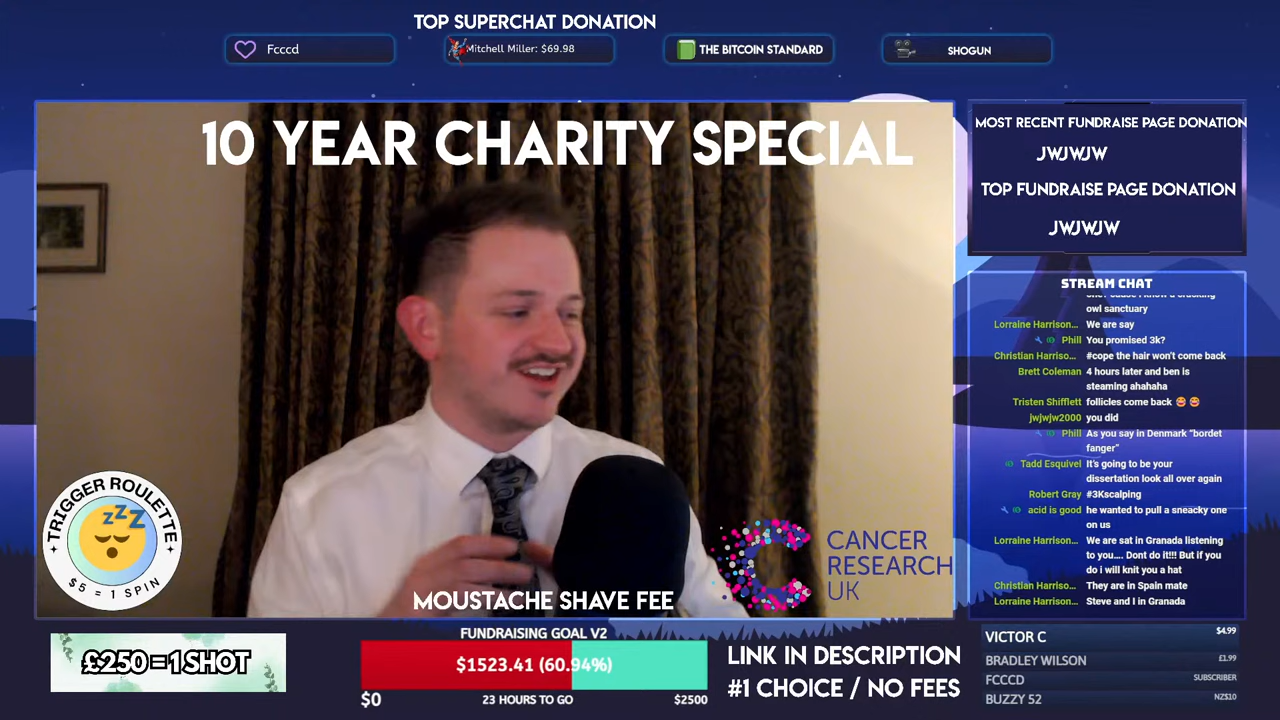 TOP SUPERCHAT DONATION
Fcccd
Mitchell Miller: $69.98
THE BITCOIN STANDARD
SHOGUN
10 YEAR CHARITY SPECIAL
MOST RECENT FUNDRAISE PAGE DONATION
JWJWJW
TOP FUNDRAISE PAGE DONATION
JWJWJW
STREAM CHAT
one? cause I know a cracking
owl sanctuary
Lorraine Harrison... We are say
Phill You promised 3k?
Christian Harriso... #cope the hair won't come back
Brett Coleman 4 hours later and ben is
steaming ahahaha
Tristen Shifflett follicles come back 🥰 🥰
jwjwjw2000 you did
Phill As you say in Denmark "bordet
fanger"
Tadd Esquivel It's going to be your
dissertation look all over again
Robert Gray #3Kscalping
acid is good he wanted to pull a sneacky one
on us
Lorraine Harrison... We are sat in Granada listening
to you.... Dont do it!!! But if you
do i will knit you a hat
Christian Harriso... They are in Spain mate
Lorraine Harrison... Steve and I in Granada
TRIGGER ROULETTE
zzz
$5 = 1 SPIN
CANCER
RESEARCH
UK
MOUSTACHE SHAVE FEE
£250 = 1 SHOT
FUNDRAISING GOAL V2
$1523.41 (60.94%)
$0 23 HOURS TO GO $2500
LINK IN DESCRIPTION
#1 CHOICE / NO FEES
VICTOR C $4.99
BRADLEY WILSON £1.99
FCCCD SUBSCRIBER
BUZZY 52 NZ$10